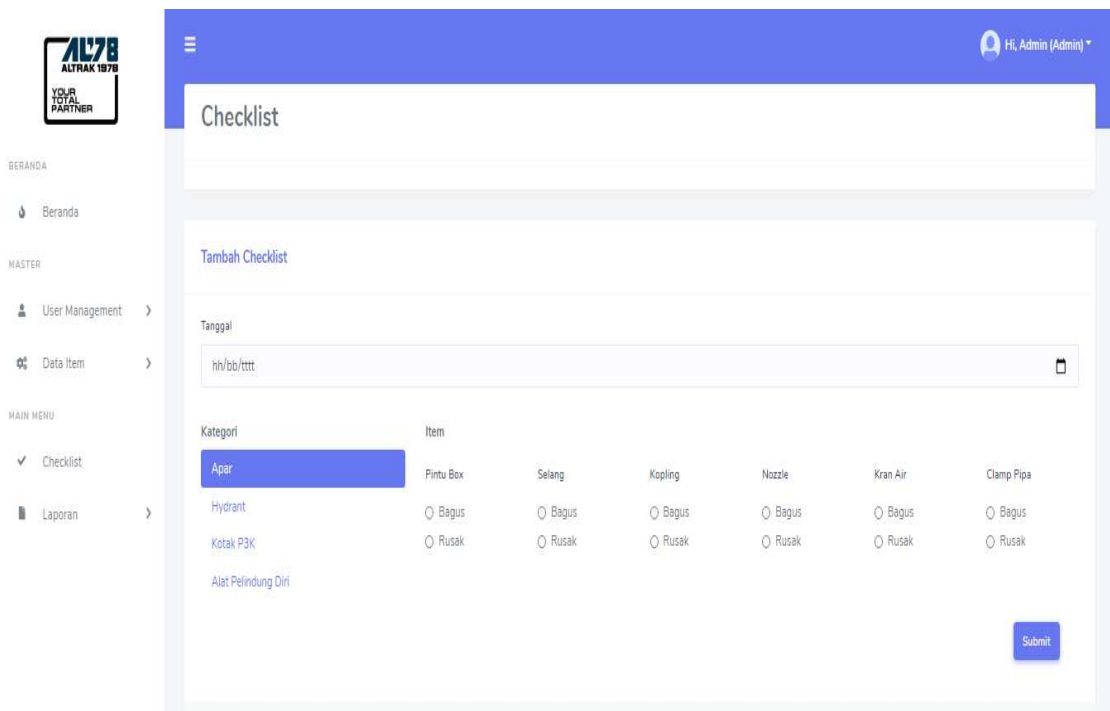 AL'78
ALTRAK 1978
YOUR
TOTAL
PARTNER
BERANDA
Beranda
MASTER
User Management
Data Item
MAIN MENU
Checklist
Laporan
Hi, Admin (Admin)
Checklist
Tambah Checklist
Tanggal
hh/bb/tttt
Kategori
Apar
Hydrant
Kotak P3K
Alat Pelindung Diri
Item
Pintu Box Selang Kopling Nozzle Kran Air Clamp Pipa
Bagus Bagus Bagus Bagus Bagus Bagus
Rusak Rusak Rusak Rusak Rusak Rusak
Submit